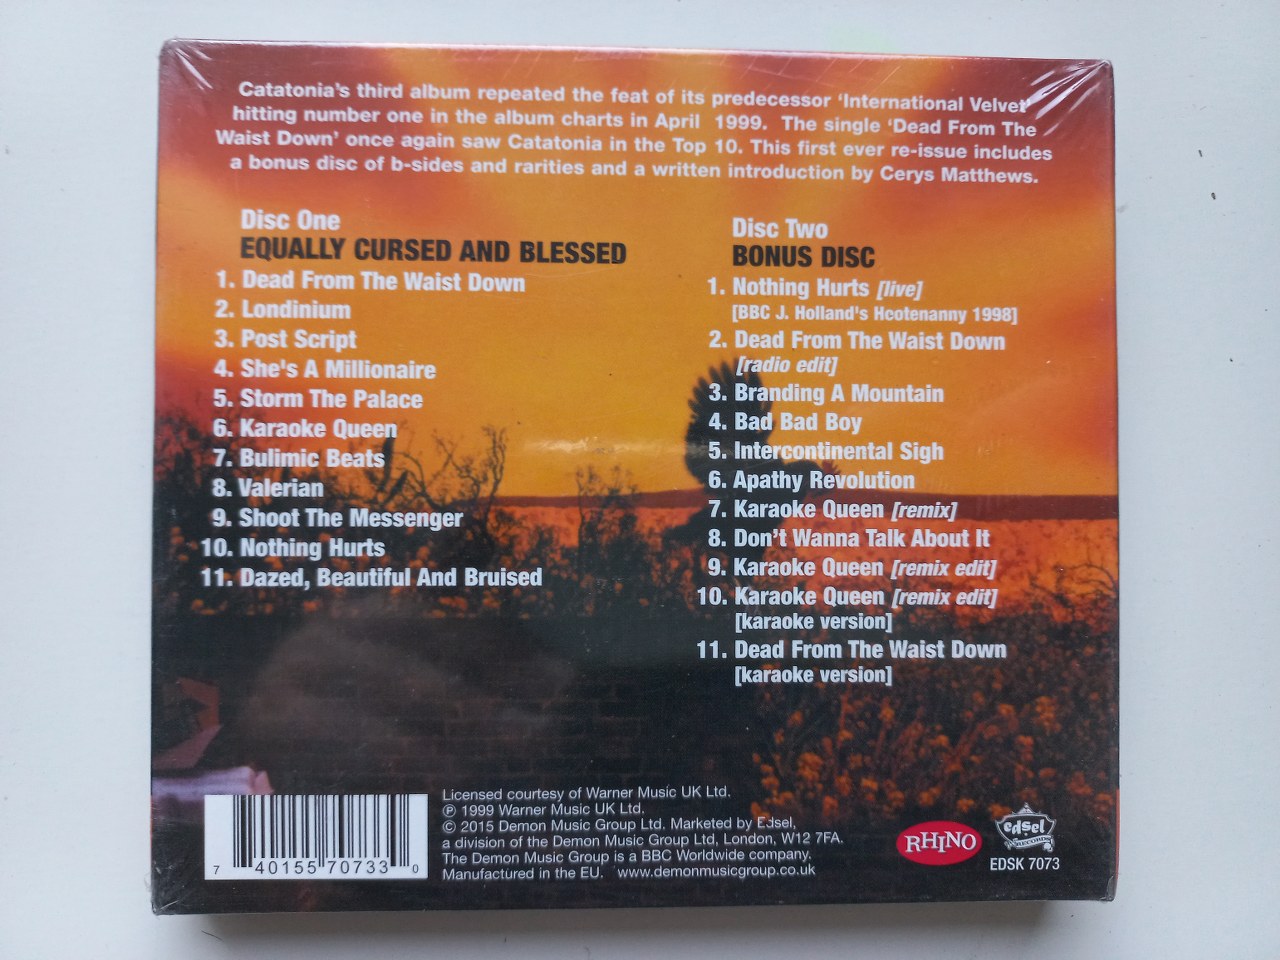 Catatonia's third album repeated the feat of its predecessor 'International Velvet'
hitting number one in the album charts in April 1999. The single 'Dead From The
Waist Down' once again saw Catatonia in the Top 10. This first ever re-issue includes
a bonus disc of b-sides and rarities and a written introduction by Cerys Matthews.
Disc One
EQUALLY CURSED AND BLESSED
1. Dead From The Waist Down
2. Londinium
3. Post Script
4. She's A Millionaire
5. Storm The Palace
6. Karaoke Queen
7. Bulimic Beats
8. Valerian
9. Shoot The Messenger
10. Nothing Hurts
11. Dazed, Beautiful And Bruised
Disc Two
BONUS DISC
1. Nothing Hurts [live]
[BBC J. Holland's Hootenanny 1998]
2. Dead From The Waist Down
[radio edit]
3. Branding A Mountain
4. Bad Bad Boy
5. Intercontinental Sigh
6. Apathy Revolution
7. Karaoke Queen [remix]
8. Don't Wanna Talk About It
9. Karaoke Queen [remix edit]
10. Karaoke Queen [remix edit]
[karaoke version]
11. Dead From The Waist Down
[karaoke version]
7 40155 70733 0
Licensed courtesy of Warner Music UK Ltd.
℗ 1999 Warner Music UK Ltd.
© 2015 Demon Music Group Ltd. Marketed by Edsel,
a division of the Demon Music Group Ltd, London, W12 7FA.
The Demon Music Group is a BBC Worldwide company.
Manufactured in the EU. www.demonmusicgroup.co.uk
RHINO
edsel
RECORDS
EDSK 7073